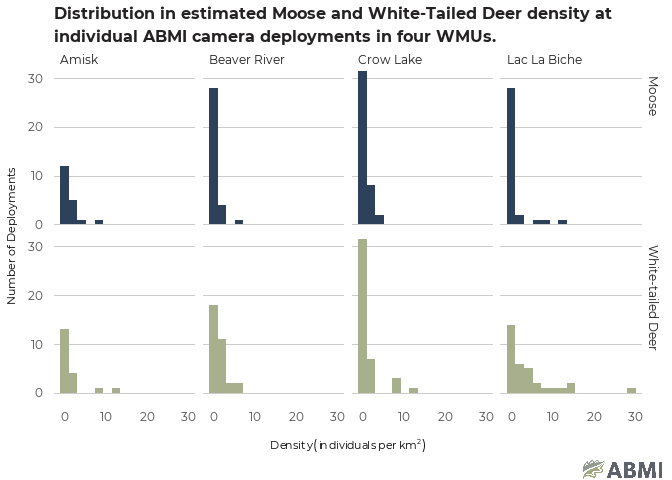 Distribution in estimated Moose and White-Tailed Deer density at
individual ABMI camera deployments in four WMUs.
Amisk
Beaver River
Crow Lake
Lac La Biche
30
20
10
0
Moose
30
20
10
0
White-tailed Deer
Number of Deployments
0 10 20 30
0 10 20 30
0 10 20 30
0 10 20 30
Density(individuals per km²)
ABMI